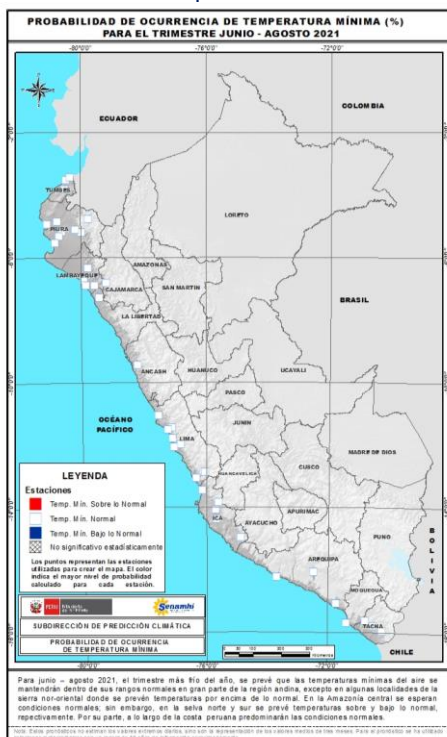 PROBABILIDAD DE OCURRENCIA DE TEMPERATURA MÍNIMA (%)
PARA EL TRIMESTRE JUNIO - AGOSTO 2021
-80°0'0" -76°0'0" -72°0'0"
COLOMBIA
ECUADOR
TUMBES
LORETO
PIURA
AMAZONAS
LAMBAYEQUE
CAJAMARCA
SAN MARTIN
BRASIL
LA LIBERTAD
ANCASH
HUANUCO
UCAYALI
PASCO
OCÉANO
PACÍFICO
JUNIN
LIMA
MADRE DE DIOS
CUSCO
HUANCAVELICA
LEYENDA
Estaciones
Temp. Mín. Sobre lo Normal
Temp. Mín. Normal
Temp. Mín. Bajo lo Normal
No significativo estadísticamente
Los puntos representan las estaciones
utilizadas para crear el mapa. El color
indica el mayor nivel de probabilidad
calculado para cada estación.
ICA
AYACUCHO
APURIMAC
PUNO
BOLIVIA
AREQUIPA
MOQUEGUA
TACNA
CHILE
PERÚ
Senamhi
SUBDIRECCIÓN DE PREDICCIÓN CLIMÁTICA
PROBABILIDAD DE OCURRENCIA
DE TEMPERATURA MÍNIMA
-76°0'0" -72°0'0"
Para junio – agosto 2021, el trimestre más frío del año, se prevé que las temperaturas mínimas del aire se
mantendrán dentro de sus rangos normales en gran parte de la región andina, excepto en algunas localidades de la
sierra nor-oriental donde se prevén temperaturas por encima de lo normal. En la Amazonía central se esperan
condiciones normales; sin embargo, en la selva norte y sur se prevé temperaturas sobre y bajo lo normal,
repectivamente. Por su parte, a lo largo de la costa peruana predominarán las condiciones normales.